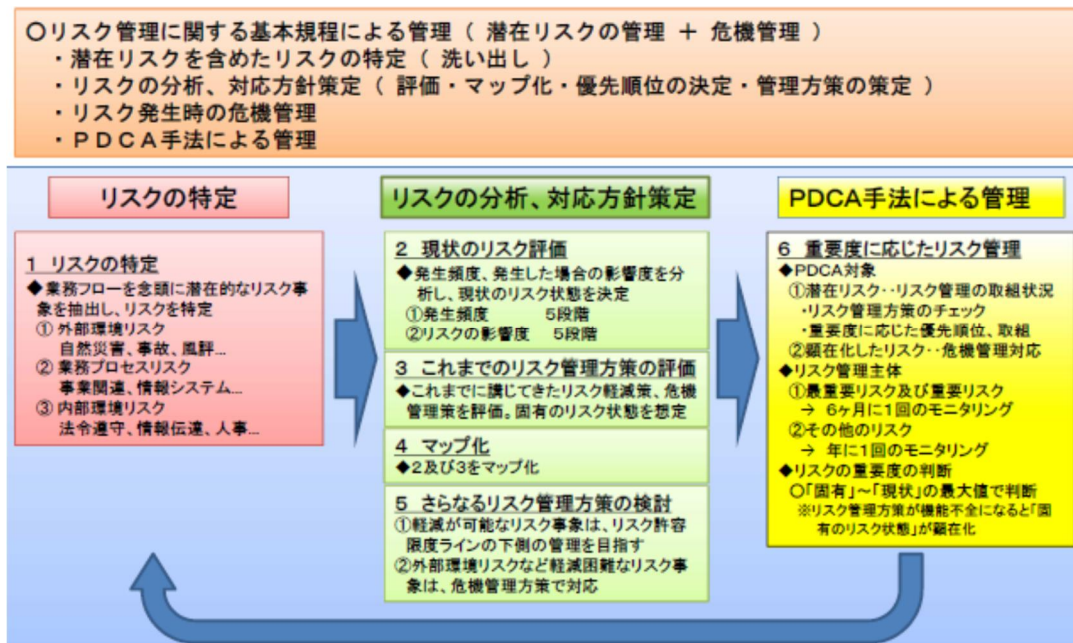 〇リスク管理に関する基本規程による管理（ 潜在リスクの管理 ＋ 危機管理 ）
・潜在リスクを含めたリスクの特定（ 洗い出し ）
・リスクの分析、対応方針策定（ 評価・マップ化・優先順位の決定・管理方策の策定 ）
・リスク発生時の危機管理
・ＰＤＣＡ手法による管理
リスクの特定
1 リスクの特定
◆業務フローを念頭に潜在的なリスク事
象を抽出し、リスクを特定
① 外部環境リスク
自然災害、事故、風評…
② 業務プロセスリスク
事業関連、情報システム…
③ 内部環境リスク
法令遵守、情報伝達、人事…
リスクの分析、対応方針策定
2 現状のリスク評価
◆発生頻度、発生した場合の影響度を分
析し、現状のリスク状態を決定
①発生頻度 5段階
②リスクの影響度 5段階
3 これまでのリスク管理方策の評価
◆これまでに講じてきたリスク軽減策、危機
管理策を評価。固有のリスク状態を想定
4 マップ化
◆2及び3をマップ化
5 さらなるリスク管理方策の検討
①軽減が可能なリスク事象は、リスク許容
限度ラインの下側の管理を目指す
②外部環境リスクなど軽減困難なリスク事
象は、危機管理方策で対応
PDCA手法による管理
6 重要度に応じたリスク管理
◆PDCA対象
①潜在リスク‥リスク管理の取組状況
・リスク管理方策のチェック
・重要度に応じた優先順位、取組
②顕在化したリスク‥危機管理対応
◆リスク管理主体
①最重要リスク及び重要リスク
→ 6ヶ月に1回のモニタリング
②その他のリスク
→ 年に1回のモニタリング
◆リスクの重要度の判断
〇「固有」～「現状」の最大値で判断
※リスク管理方策が機能不全になると「固
有のリスク状態」が顕在化